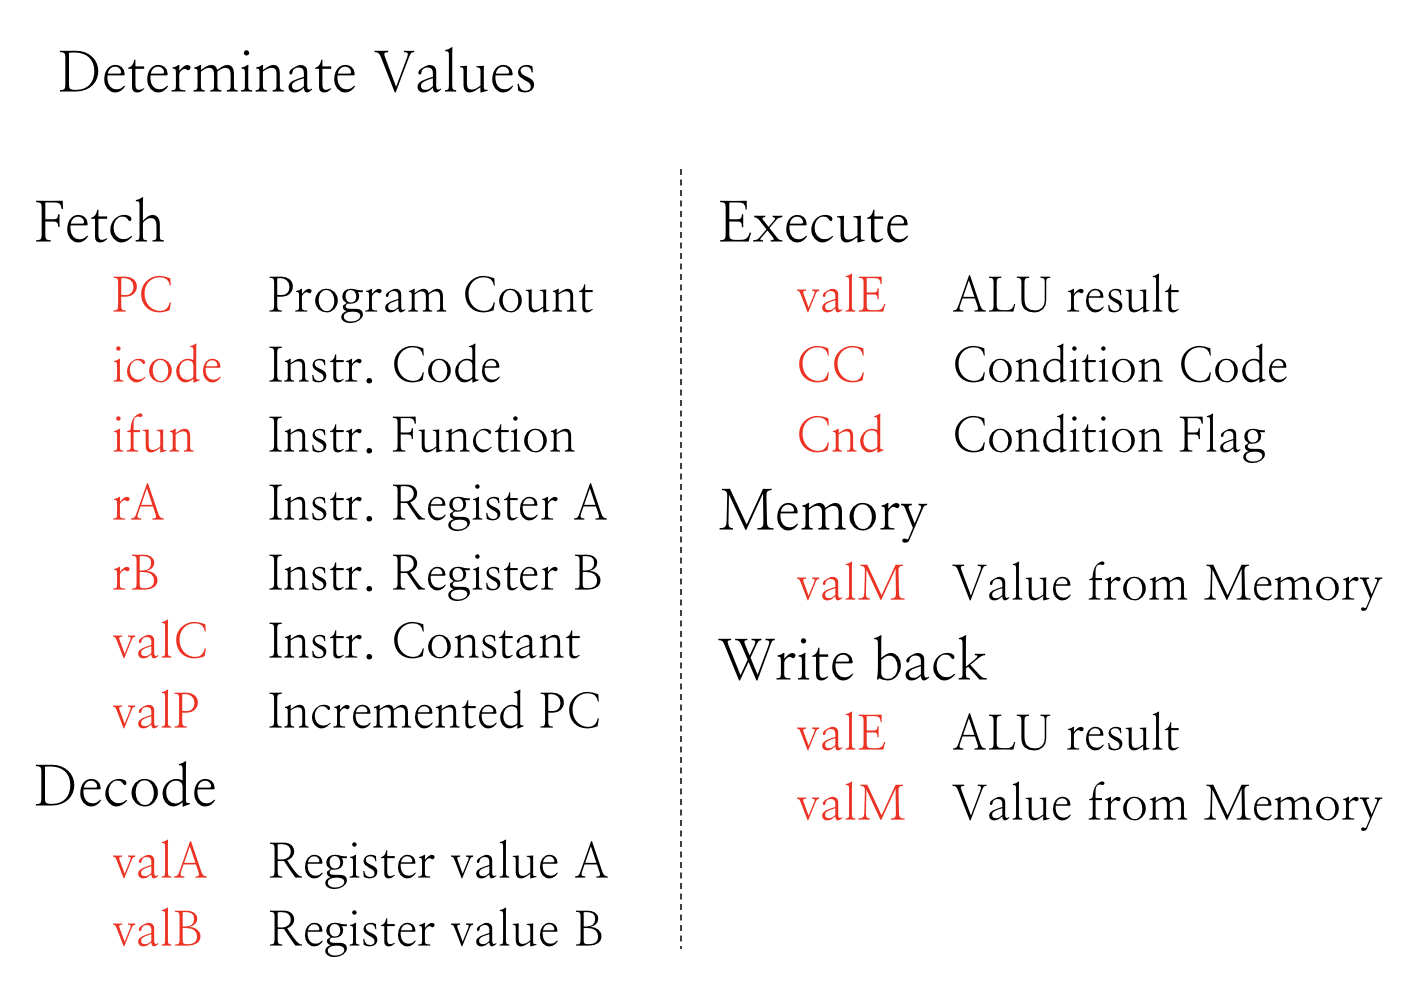 Determinate Values
Fetch
PC Program Count
icode Instr. Code
ifun Instr. Function
rA Instr. Register A
rB Instr. Register B
valC Instr. Constant
valP Incremented PC
Decode
valA Register value A
valB Register value B
Execute
valE ALU result
CC Condition Code
Cnd Condition Flag
Memory
valM Value from Memory
Write back
valE ALU result
valM Value from Memory